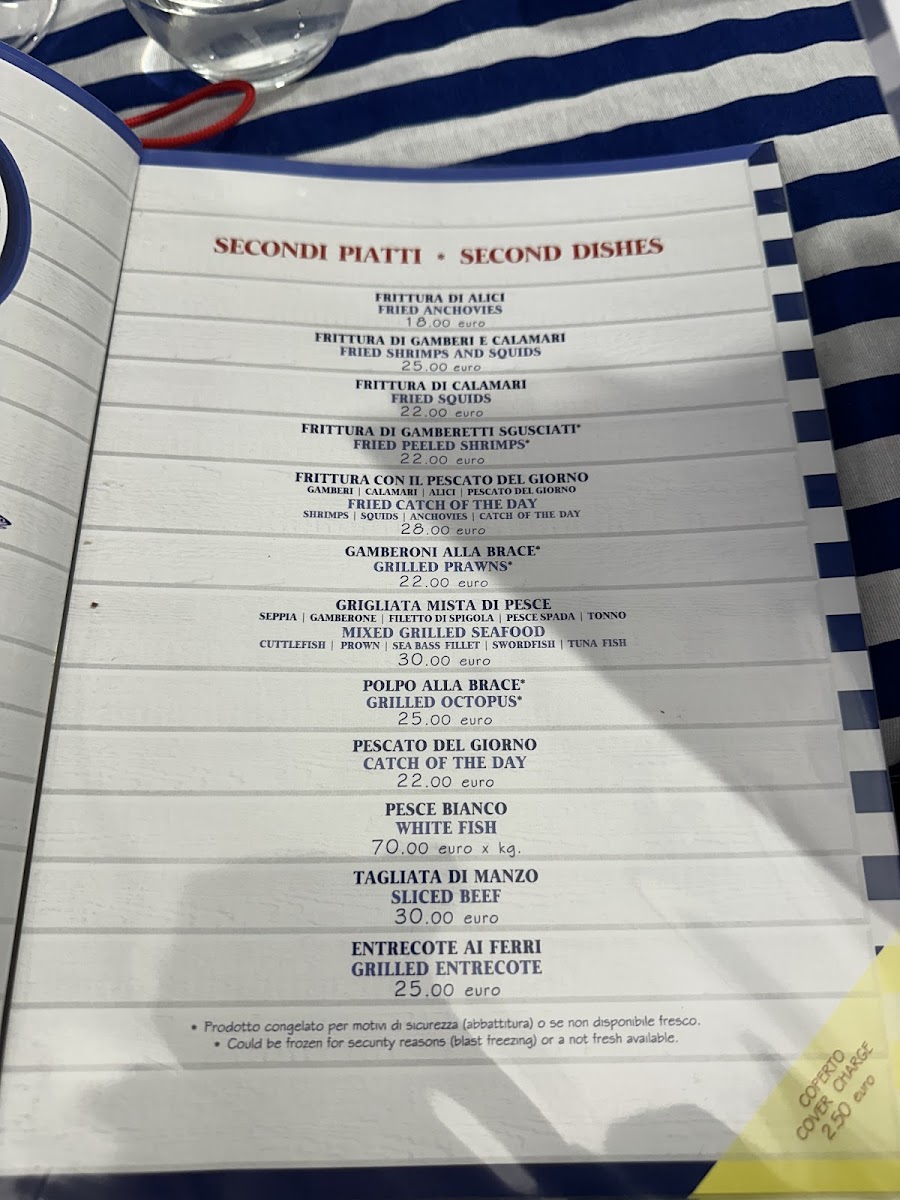 SECONDI PIATTI • SECOND DISHES
FRITTURA DI ALICI
FRIED ANCHOVIES
18.00 euro
FRITTURA DI GAMBERI E CALAMARI
FRIED SHRIMPS AND SQUIDS
25.00 euro
FRITTURA DI CALAMARI
FRIED SQUIDS
22.00 euro
FRITTURA DI GAMBERETTI SGUSCIATI*
FRIED PEELED SHRIMPS*
22.00 euro
FRITTURA CON IL PESCATO DEL GIORNO
GAMBERI | CALAMARI | ALICI | PESCATO DEL GIORNO
FRIED CATCH OF THE DAY
SHRIMPS | SQUIDS | ANCHOVIES | CATCH OF THE DAY
28.00 euro
GAMBERONI ALLA BRACE*
GRILLED PRAWNS*
22.00 euro
GRIGLIATA MISTA DI PESCE
SEPPIA | GAMBERONE | FILETTO DI SPIGOLA | PESCE SPADA | TONNO
MIXED GRILLED SEAFOOD
CUTTLEFISH | PROWN | SEA BASS FILLET | SWORDFISH | TUNA FISH
30.00 euro
POLPO ALLA BRACE*
GRILLED OCTOPUS*
25.00 euro
PESCATO DEL GIORNO
CATCH OF THE DAY
22.00 euro
PESCE BIANCO
WHITE FISH
70.00 euro x kg.
TAGLIATA DI MANZO
SLICED BEEF
30.00 euro
ENTRECOTE AI FERRI
GRILLED ENTRECOTE
25.00 euro
• Prodotto congelato per motivi di sicurezza (abbattitura) o se non disponibile fresco.
• Could be frozen for security reasons (blast freezing) or a not fresh available.
COPERTO
COVER CHARGE
2.50 euro